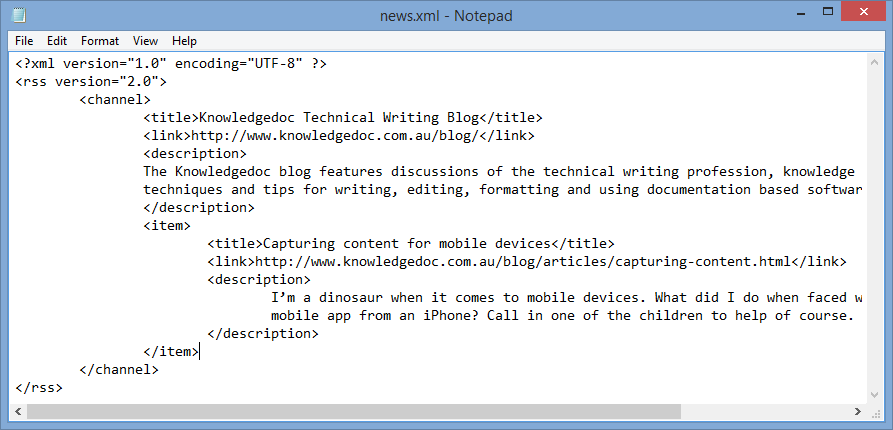 news.xml - Notepad
File Edit Format View Help
<?xml version="1.0" encoding="UTF-8" ?>
<rss version="2.0">
<channel>
<title>Knowledgedoc Technical Writing Blog</title>
<link>http://www.knowledgedoc.com.au/blog/</link>
<description>
The Knowledgedoc blog features discussions of the technical writing profession, knowledge
techniques and tips for writing, editing, formatting and using documentation based softwar
</description>
<item>
<title>Capturing content for mobile devices</title>
<link>http://www.knowledgedoc.com.au/blog/articles/capturing-content.html</link>
<description>
I’m a dinosaur when it comes to mobile devices. What did I do when faced w
mobile app from an iPhone? Call in one of the children to help of course.
</description>
</item>
</channel>
</rss>